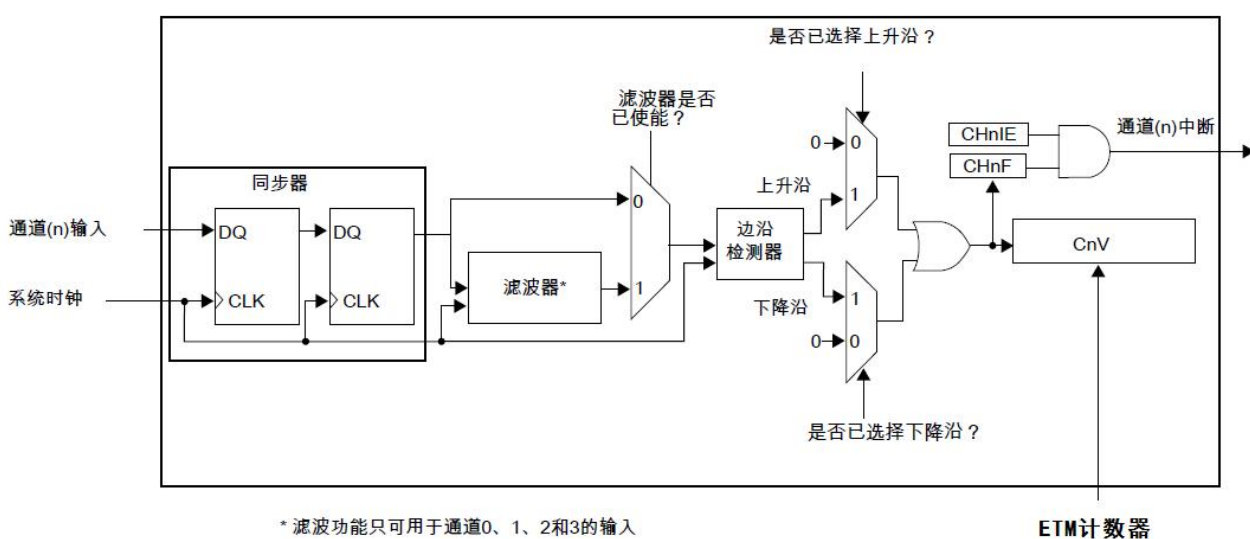 是否已选择上升沿？
滤波器是否
已使能？
0
0
CHnIE
通道(n)中断
CHnF
同步器
上升沿
1
0
通道(n)输入
DQ
DQ
边沿
检测器
CnV
系统时钟
CLK
CLK
滤波器*
1
下降沿
1
0
0
是否已选择下降沿？
* 滤波功能只可用于通道0、1、2和3的输入
ETM计数器